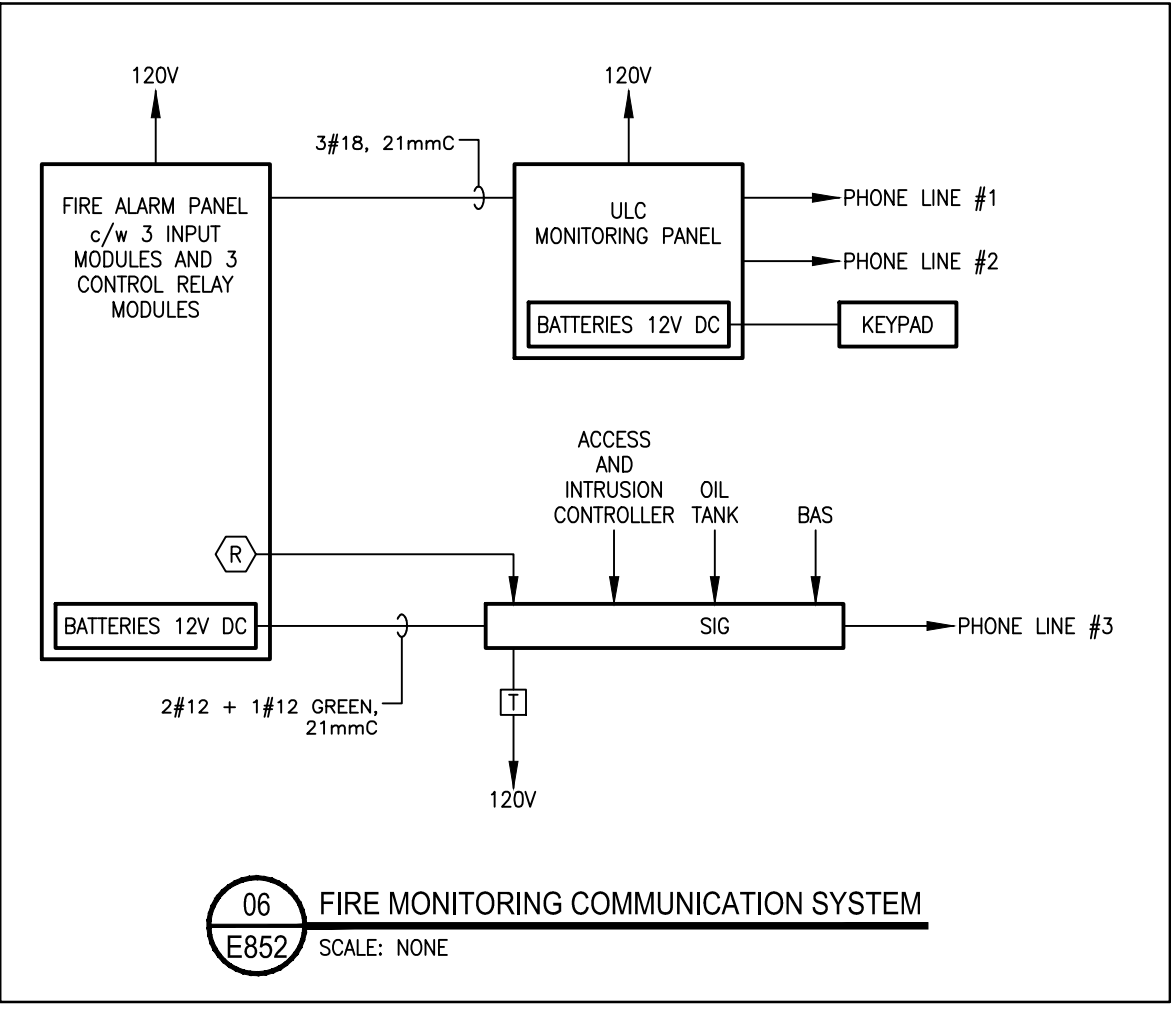 120V
120V
3#18, 21mmC
FIRE ALARM PANEL
c/w 3 INPUT
MODULES AND 3
CONTROL RELAY
MODULES
ULC
MONITORING PANEL
PHONE LINE #1
PHONE LINE #2
BATTERIES 12V DC
KEYPAD
ACCESS
AND
INTRUSION
CONTROLLER
OIL
TANK
BAS
R
BATTERIES 12V DC
SIG
PHONE LINE #3
2#12 + 1#12 GREEN,
21mmC
T
120V
06
E852
FIRE MONITORING COMMUNICATION SYSTEM
SCALE: NONE